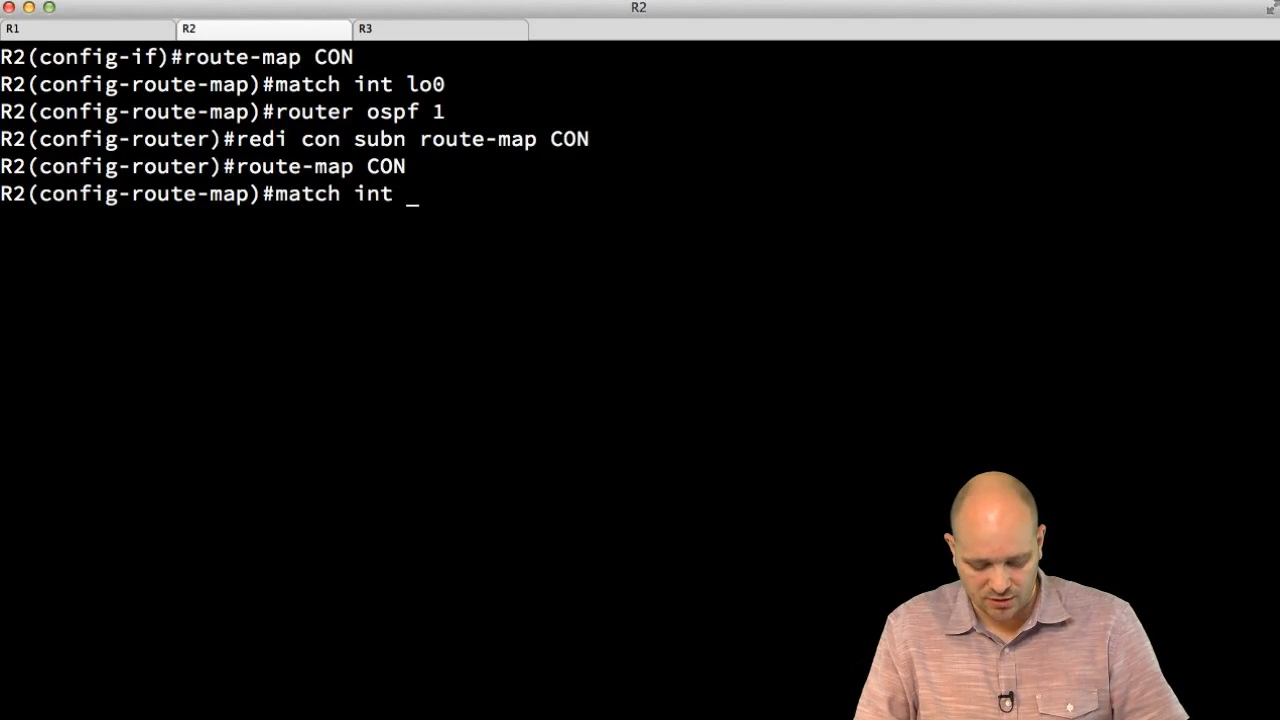 R2
R1
R2
R3
R2(config-if)#route-map CON
R2(config-route-map)#match int lo0
R2(config-route-map)#router ospf 1
R2(config-router)#redi con subn route-map CON
R2(config-router)#route-map CON
R2(config-route-map)#match int _